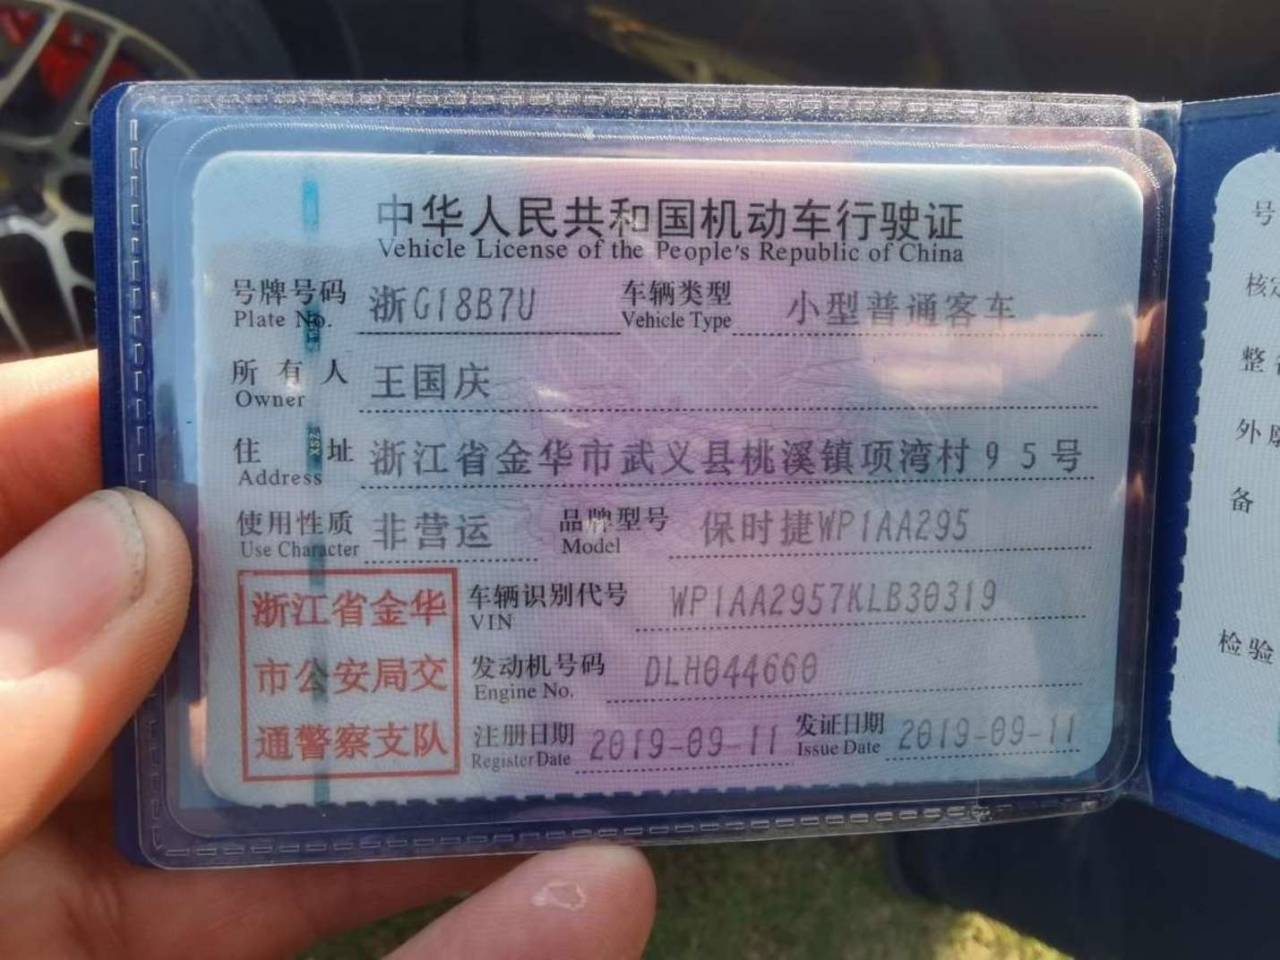 中华人民共和国机动车行驶证
Vehicle License of the People's Republic of China
号牌号码 浙G18B7U 车辆类型 小型普通客车
Plate No. Vehicle Type
所有人 王国庆
Owner
住址 浙江省金华市武义县桃溪镇项湾村95号
Address
使用性质 非营运 品牌型号 保时捷WP1AA295
Use Character Model
浙江省金华
市公安局交
通警察支队
车辆识别代号 WP1AA2957KLB30319
VIN
发动机号码 DLH044660
Engine No.
注册日期 2019-09-11 发证日期 2019-09-11
Register Date Issue Date
号
核定
整
外
备
检验